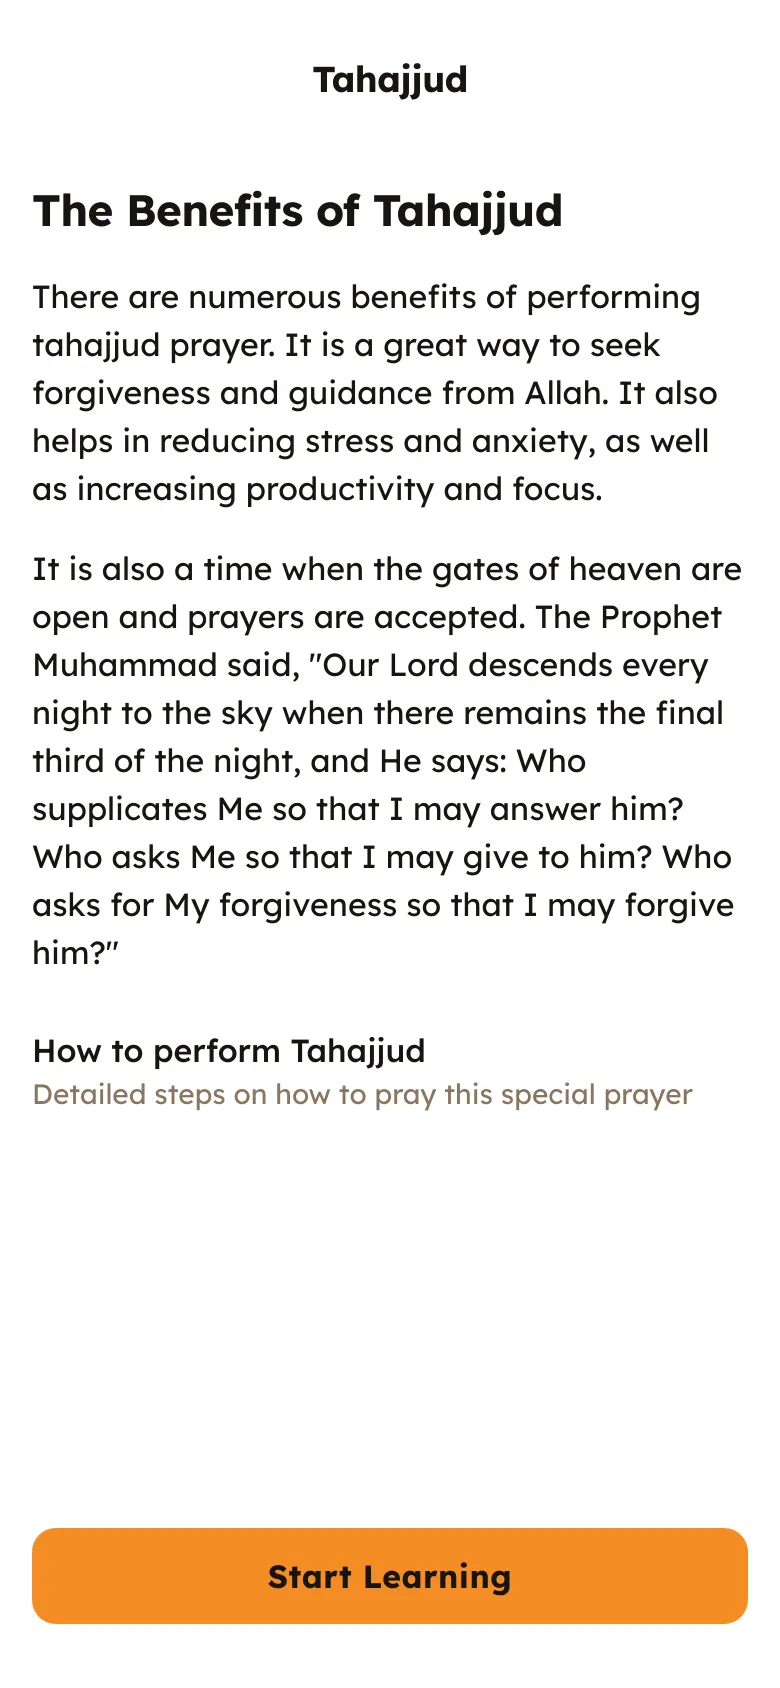 Tahajjud
The Benefits of Tahajjud
There are numerous benefits of performing
tahajjud prayer. It is a great way to seek
forgiveness and guidance from Allah. It also
helps in reducing stress and anxiety, as well
as increasing productivity and focus.
It is also a time when the gates of heaven are
open and prayers are accepted. The Prophet
Muhammad said, "Our Lord descends every
night to the sky when there remains the final
third of the night, and He says: Who
supplicates Me so that I may answer him?
Who asks Me so that I may give to him? Who
asks for My forgiveness so that I may forgive
him?"
How to perform Tahajjud
Detailed steps on how to pray this special prayer
Start Learning